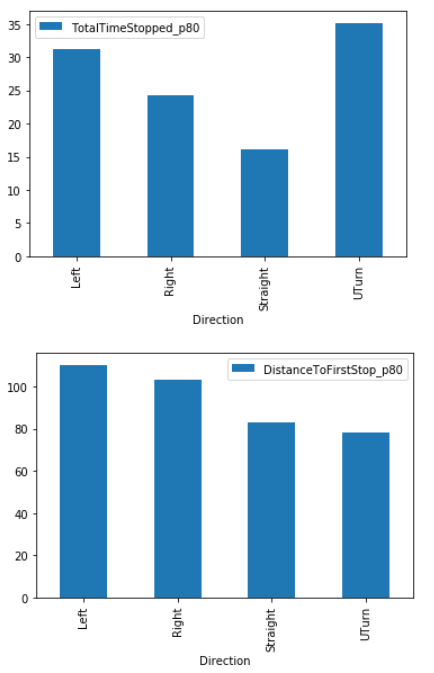 35
30
25
20
15
10
5
0
TotalTimeStopped_p80
Left
Right
Straight
UTurn
Direction
100
80
60
40
20
0
DistanceToFirstStop_p80
Left
Right
Straight
UTurn
Direction